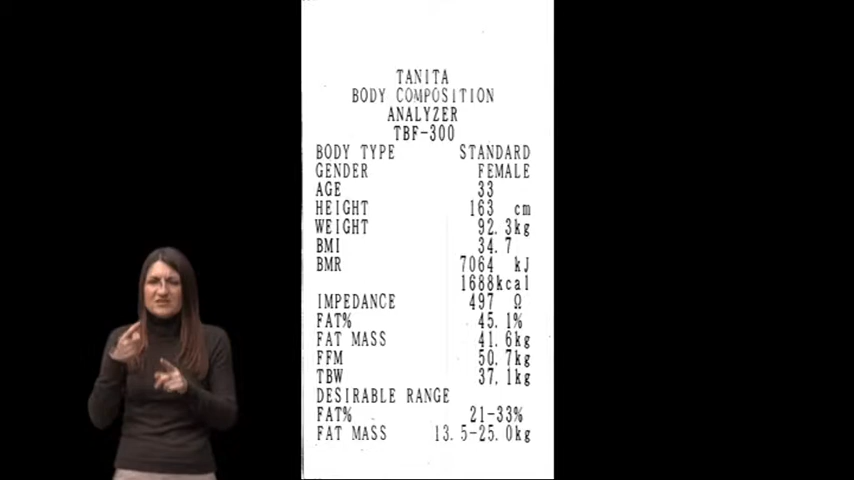 TANITA
BODY COMPOSITION
ANALYZER
TBF-300
BODY TYPE STANDARD
GENDER FEMALE
AGE 33
HEIGHT 163 cm
WEIGHT 92.3kg
BMI 34.7
BMR 7064 kJ
1688kcal
IMPEDANCE 497 Ω
FAT% 45.1%
FAT MASS 41.6kg
FFM 50.7kg
TBW 37.1kg
DESIRABLE RANGE
FAT% 21-33%
FAT MASS 13.5-25.0kg